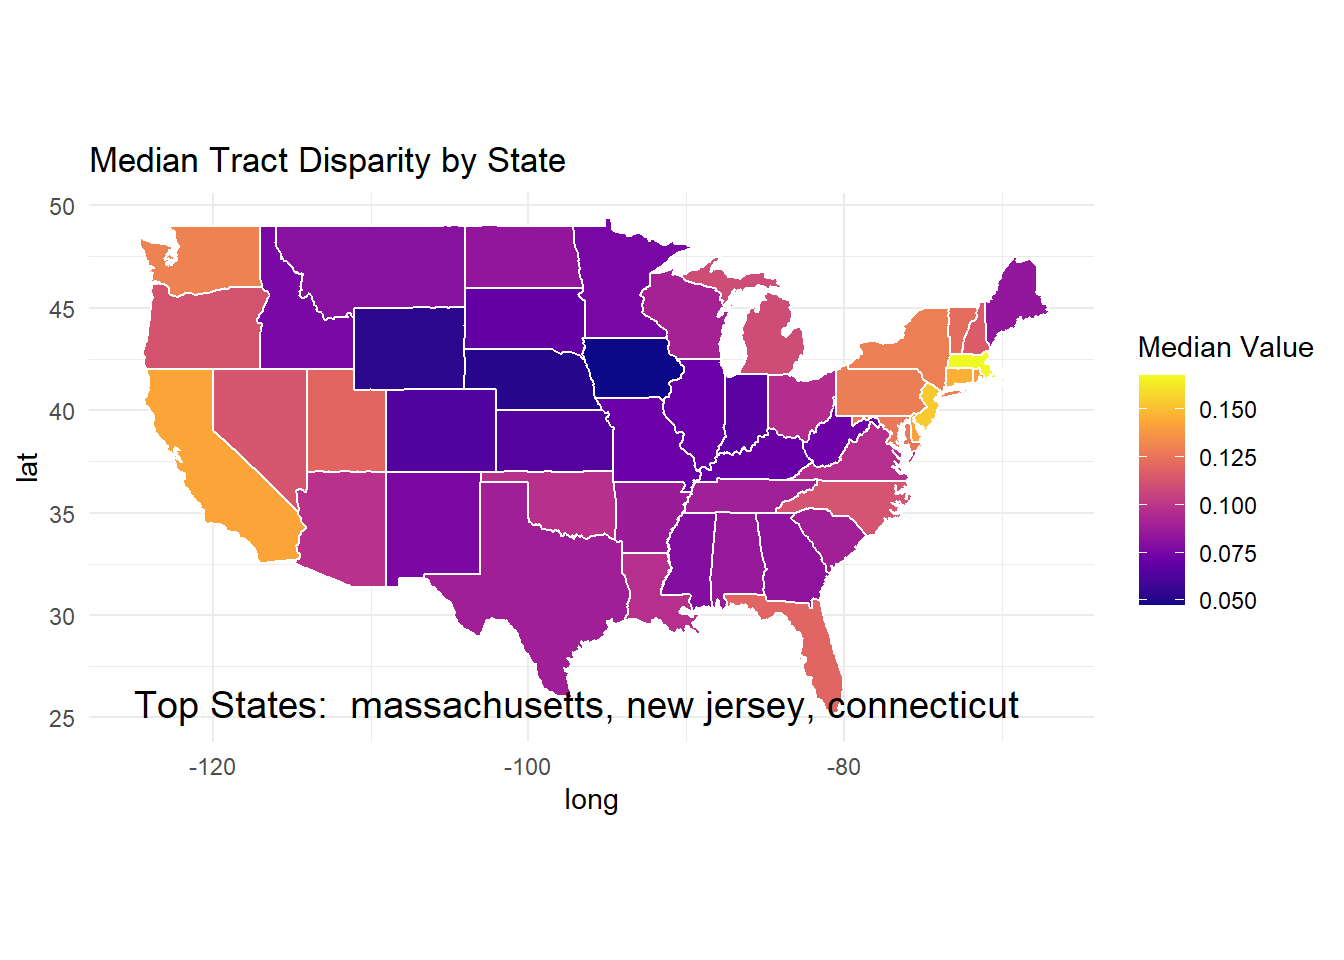 Median Tract Disparity by State
50
45
40
35
30
25
lat
-120
-100
-80
long
Top States:  massachusetts, new jersey, connecticut
Median Value
0.150
0.125
0.100
0.075
0.050